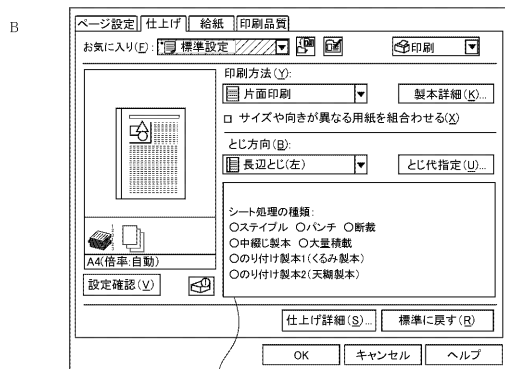 B
ページ設定 仕上げ 給紙 印刷品質
お気に入り(F): 標準設定 印刷
印刷方法(Y):
片面印刷 製本詳細(K)...
サイズや向きが異なる用紙を組合わせる(X)
とじ方向(B):
長辺とじ(左) とじ代指定(U)...
シート処理の種類:
○ステイプル ○パンチ ○断裁
○中綴じ製本 ○大量積載
○のり付け製本1(くるみ製本)
○のり付け製本2(天糊製本)
A4(倍率:自動)
設定確認(V)
仕上げ詳細(S)... 標準に戻す(R)
OK キャンセル ヘルプ